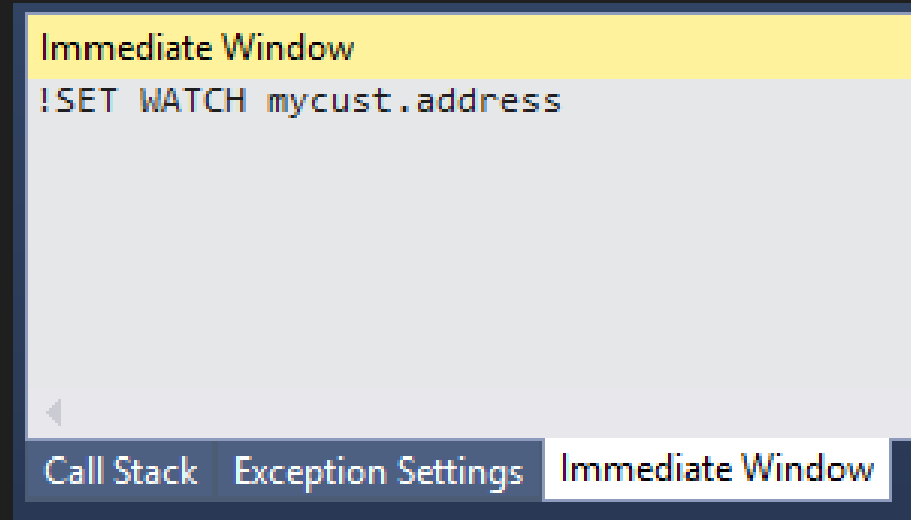 Immediate Window
!SET WATCH mycust.address
Call Stack Exception Settings Immediate Window